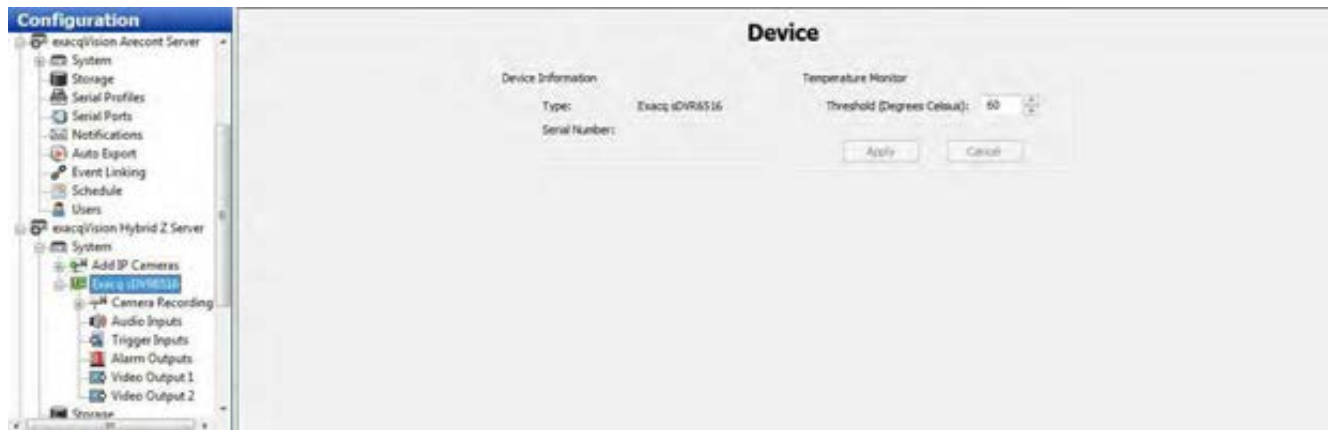 Configuration
exacqVision Arecont Server
System
Storage
Serial Profiles
Serial Ports
Notifications
Auto Export
Event Linking
Schedule
Users
exacqVision Hybrid Z Server
System
Add IP Cameras
Exacq sDVR6516
Camera Recording
Audio Inputs
Trigger Inputs
Alarm Outputs
Video Output 1
Video Output 2
Storage
Device
Device Information
Type: Exacq sDVR6516
Serial Number:
Temperature Monitor
Threshold (Degrees Celsius): 60
Apply Cancel